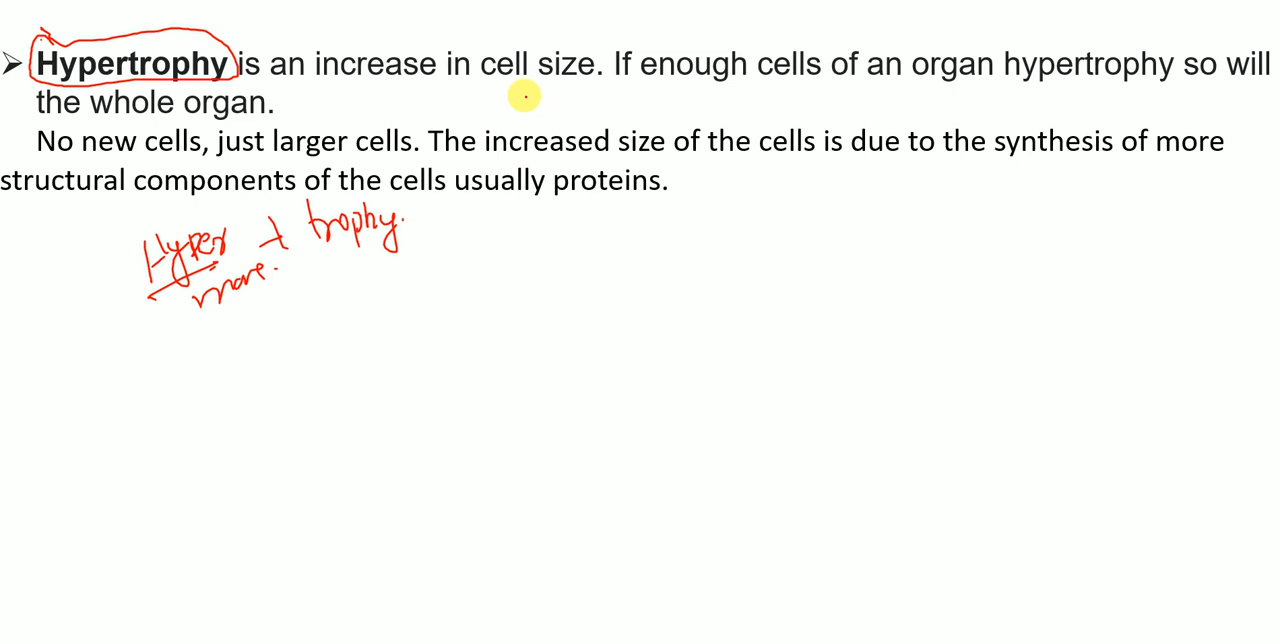 ➢ Hypertrophy is an increase in cell size. If enough cells of an organ hypertrophy so will
the whole organ.
No new cells, just larger cells. The increased size of the cells is due to the synthesis of more
structural components of the cells usually proteins.
Hyper + trophy.
more.